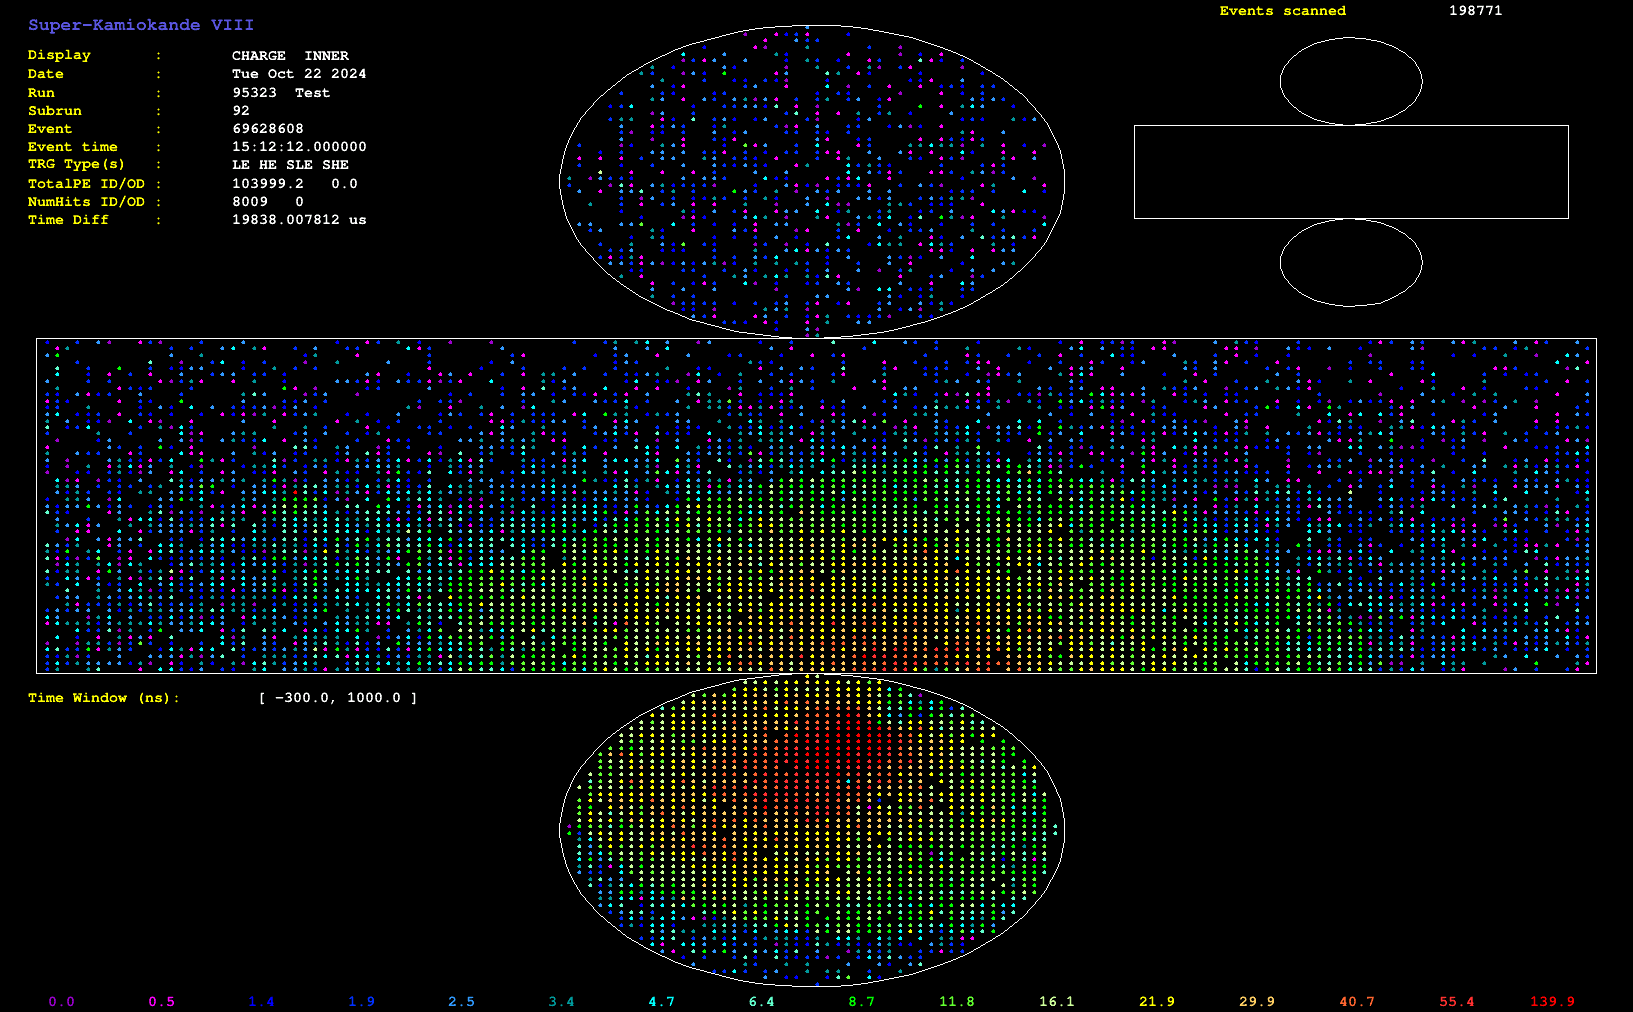 Super-Kamiokande VIII
Events scanned 198771
Display : CHARGE INNER
Date : Tue Oct 22 2024
Run : 95323 Test
Subrun : 92
Event : 69628608
Event time : 15:12:12.000000
TRG Type(s) : LE HE SLE SHE
TotalPE ID/OD : 103999.2 0.0
NumHits ID/OD : 8009 0
Time Diff : 19838.007812 us
Time Window (ns): [ -300.0, 1000.0 ]
0.0 0.5 1.4 1.9 2.5 3.4 4.7 6.4 8.7 11.8 16.1 21.9 29.9 40.7 55.4 139.9